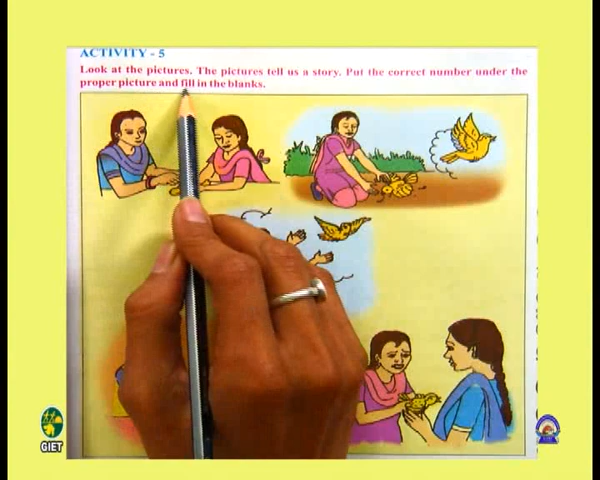 ACTIVITY - 5
Look at the pictures. The pictures tell us a story. Put the correct number under the
proper picture and fill in the blanks.
GIET